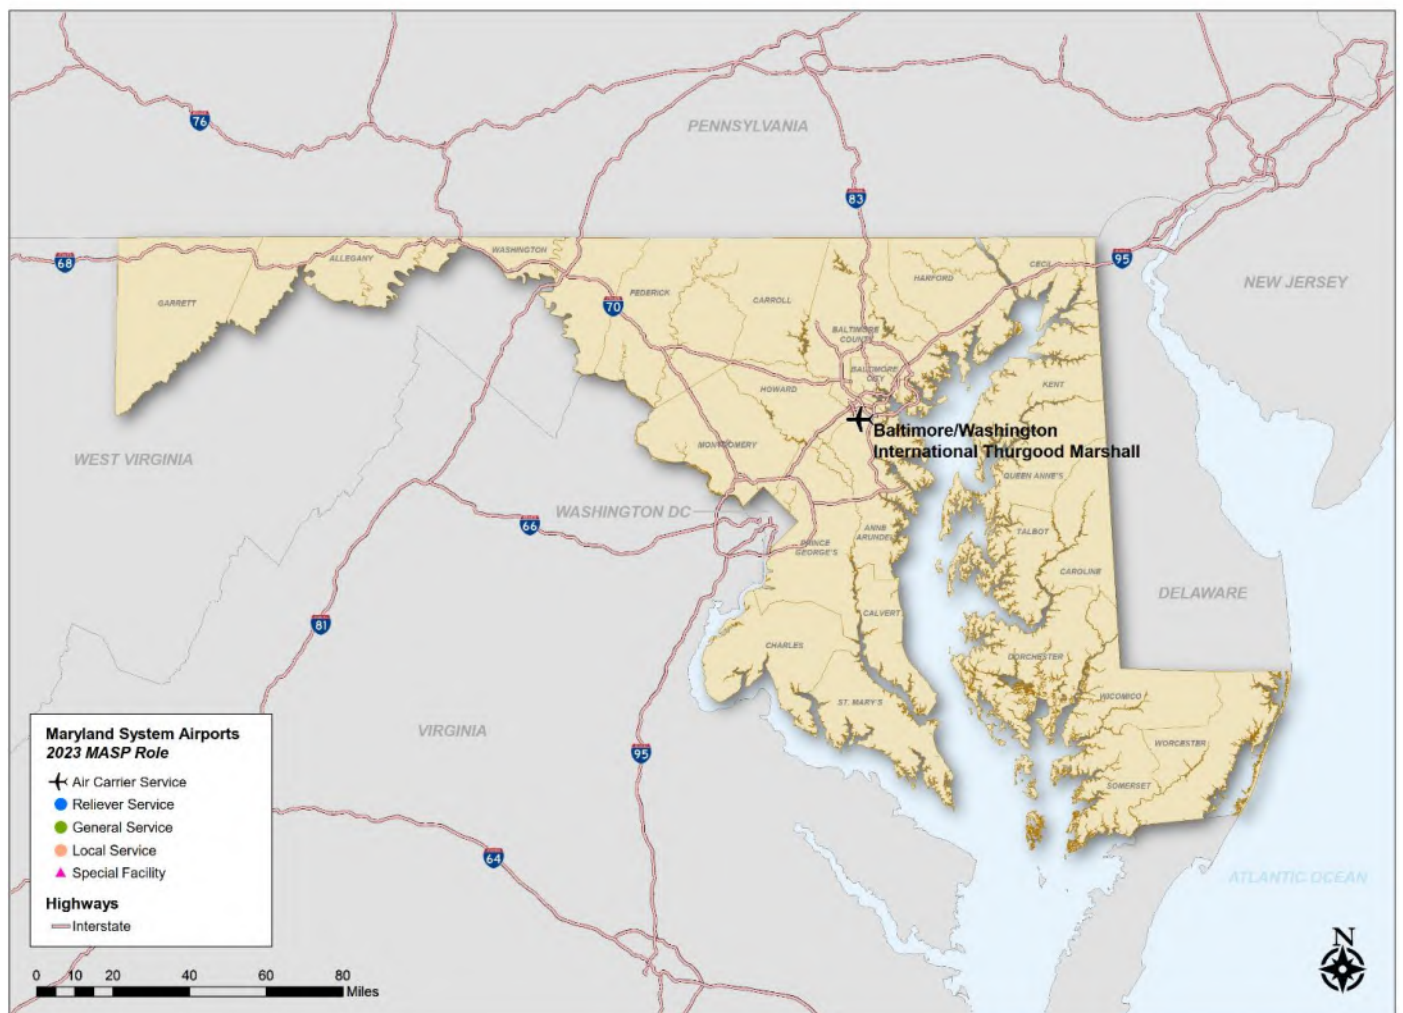 76
PENNSYLVANIA
83
68
ALLEGANY
WASHINGTON
95
GARRETT
70
FEDERICK
CARROLL
HARFORD
CECIL
NEW JERSEY
BALTIMORE
COUNTY
BALTIMORE
CITY
HOWARD
KENT
Baltimore/Washington
International Thurgood Marshall
WEST VIRGINIA
MONTGOMERY
QUEEN ANNE'S
WASHINGTON DC
66
ANNE
ARUNDEL
PRINCE
GEORGE'S
TALBOT
CAROLINE
DELAWARE
81
CALVERT
CHARLES
DORCHESTER
ST. MARY'S
WICOMICO
VIRGINIA
95
WORCESTER
SOMERSET
64
ATLANTIC OCEAN
Maryland System Airports
2023 MASP Role
Air Carrier Service
Reliever Service
General Service
Local Service
Special Facility
Highways
Interstate
0 10 20 40 60 80
Miles
N